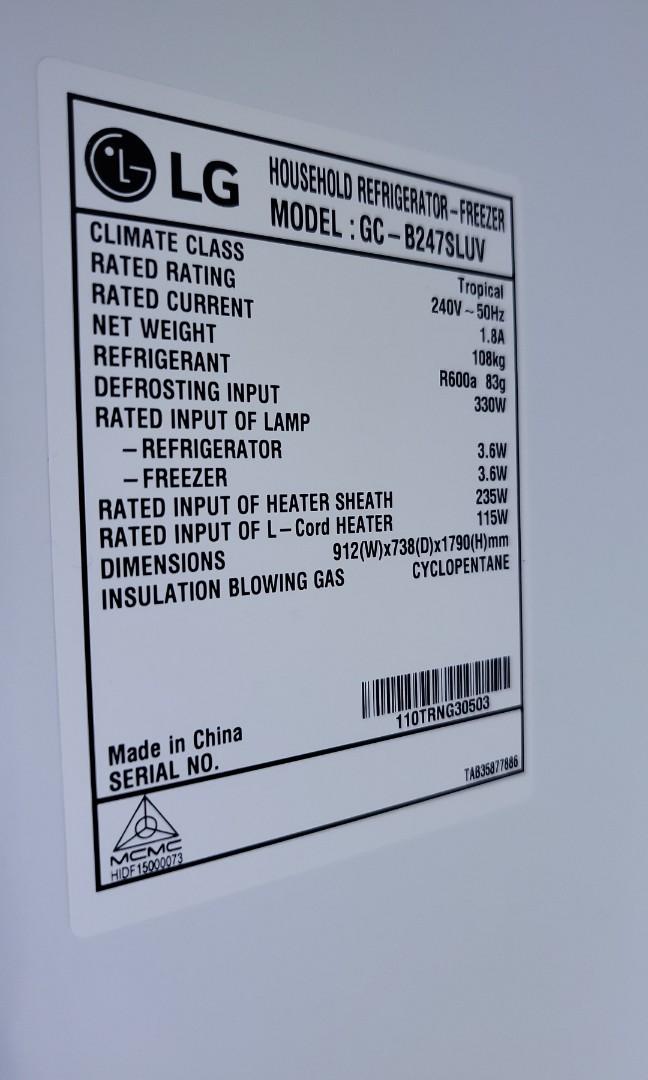 LG
HOUSEHOLD REFRIGERATOR-FREEZER
MODEL : GC-B247SLUV
CLIMATE CLASS Tropical
RATED RATING 240V~50Hz
RATED CURRENT 1.8A
NET WEIGHT 108kg
REFRIGERANT R600a 83g
DEFROSTING INPUT 330W
RATED INPUT OF LAMP
-REFRIGERATOR 3.6W
-FREEZER 3.6W
RATED INPUT OF HEATER SHEATH 235W
RATED INPUT OF L-Cord HEATER 115W
DIMENSIONS 912(W)x738(D)x1790(H)mm
INSULATION BLOWING GAS CYCLOPENTANE
110TRNG30503
Made in China
SERIAL NO.
TAB35877886
MCMC
HIDF15000073